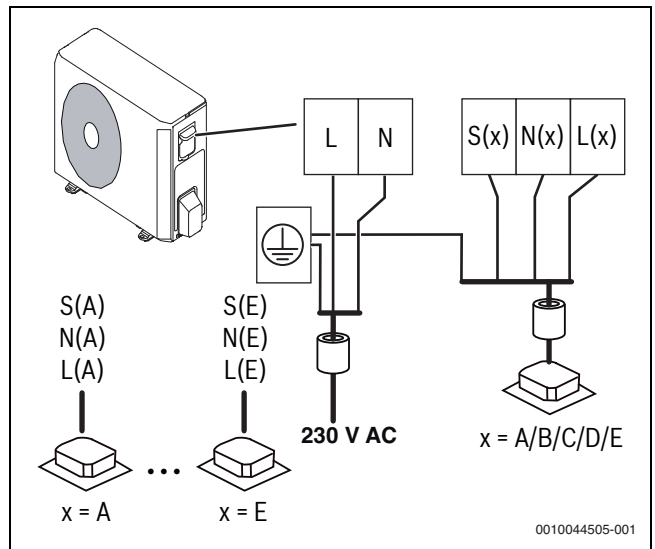 L N
S(x) N(x) L(x)
S(A)
N(A)
L(A)
S(E)
N(E)
L(E)
230 V AC
x = A/B/C/D/E
x = A
...
x = E
0010044505-001